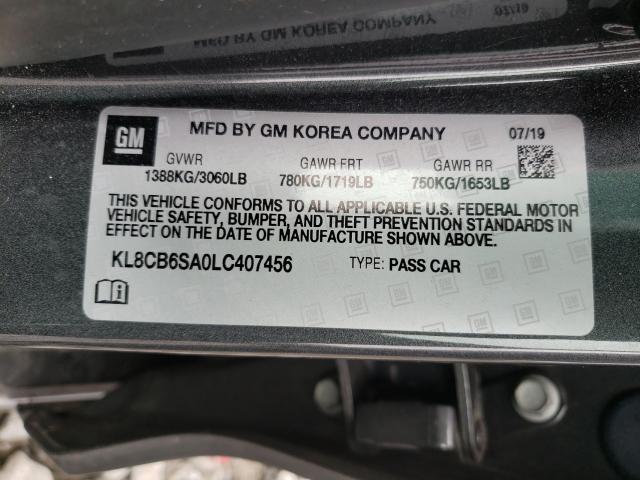 MFD BY GM KOREA COMPANY 07/19
GM
MFD BY GM KOREA COMPANY 07/19
GVWR GAWR FRT GAWR RR
1388KG/3060LB 780KG/1719LB 750KG/1653LB
THIS VEHICLE CONFORMS TO ALL APPLICABLE U.S. FEDERAL MOTOR
VEHICLE SAFETY, BUMPER, AND THEFT PREVENTION STANDARDS IN
EFFECT ON THE DATE OF MANUFACTURE SHOWN ABOVE.
KL8CB6SA0LC407456 TYPE: PASS CAR